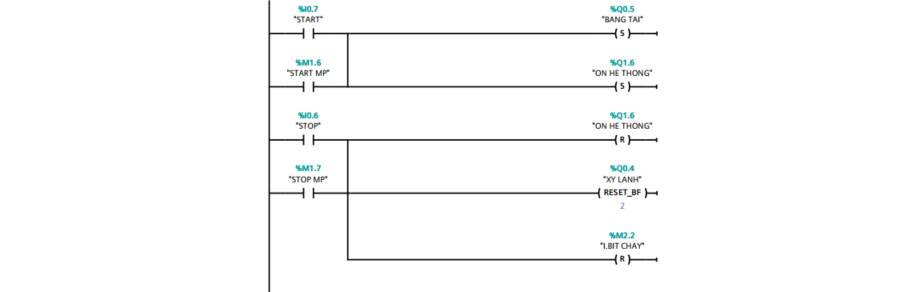 %I0.7 %Q0.5
"START" "BANG TAI"
S
%M1.6 %Q1.6
"START MP" "ON HE THONG"
S
%I0.6 %Q1.6
"STOP" "ON HE THONG"
R
%M1.7 %Q0.4
"STOP MP" "XY LANH"
RESET_BF
2
%M2.2
"I.BIT CHAY"
R